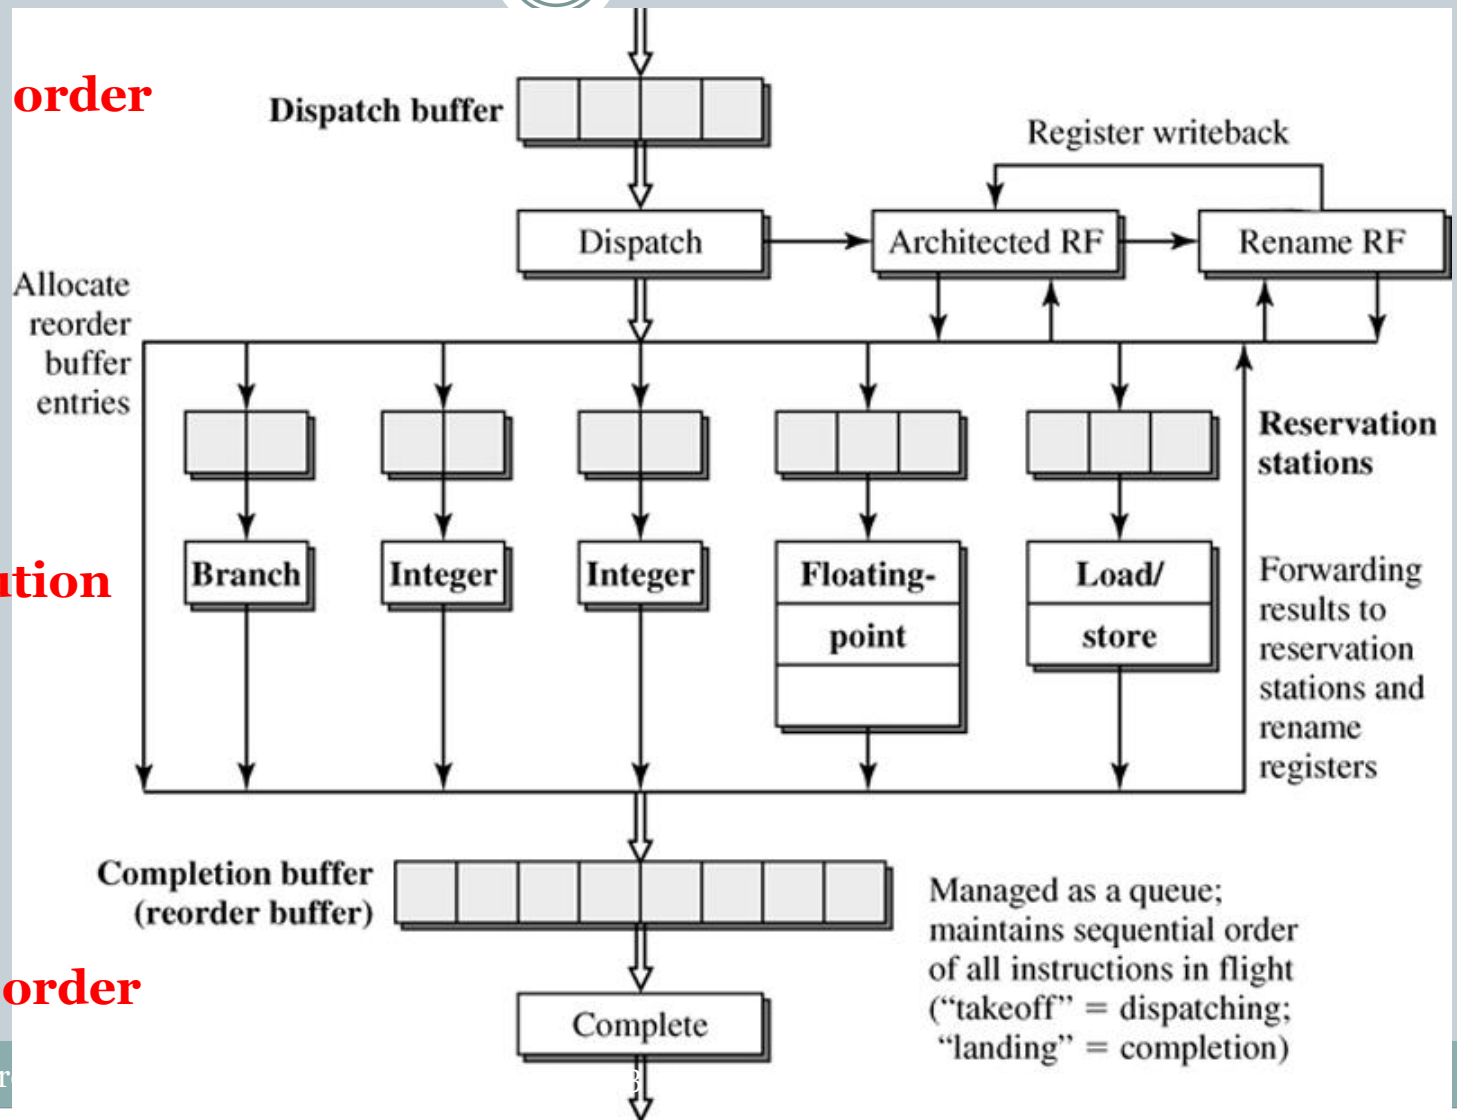 order
Dispatch buffer
Register writeback
Dispatch
Architected RF
Rename RF
Allocate
reorder
buffer
entries
Reservation
stations
Branch
Integer
Integer
Floating-
point
Load/
store
ution
Forwarding
results to
reservation
stations and
rename
registers
Completion buffer
(reorder buffer)
Managed as a queue;
maintains sequential order
of all instructions in flight
("takeoff" = dispatching;
"landing" = completion)
order
Complete